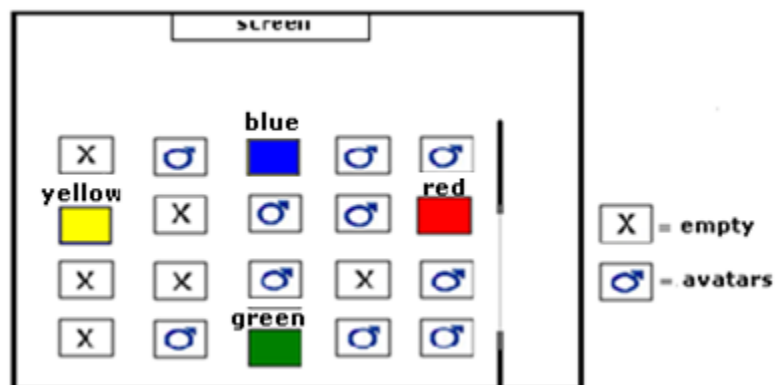 screen
blue
X
yellow
red
X
X = empty
X X X
= avatars
green
X